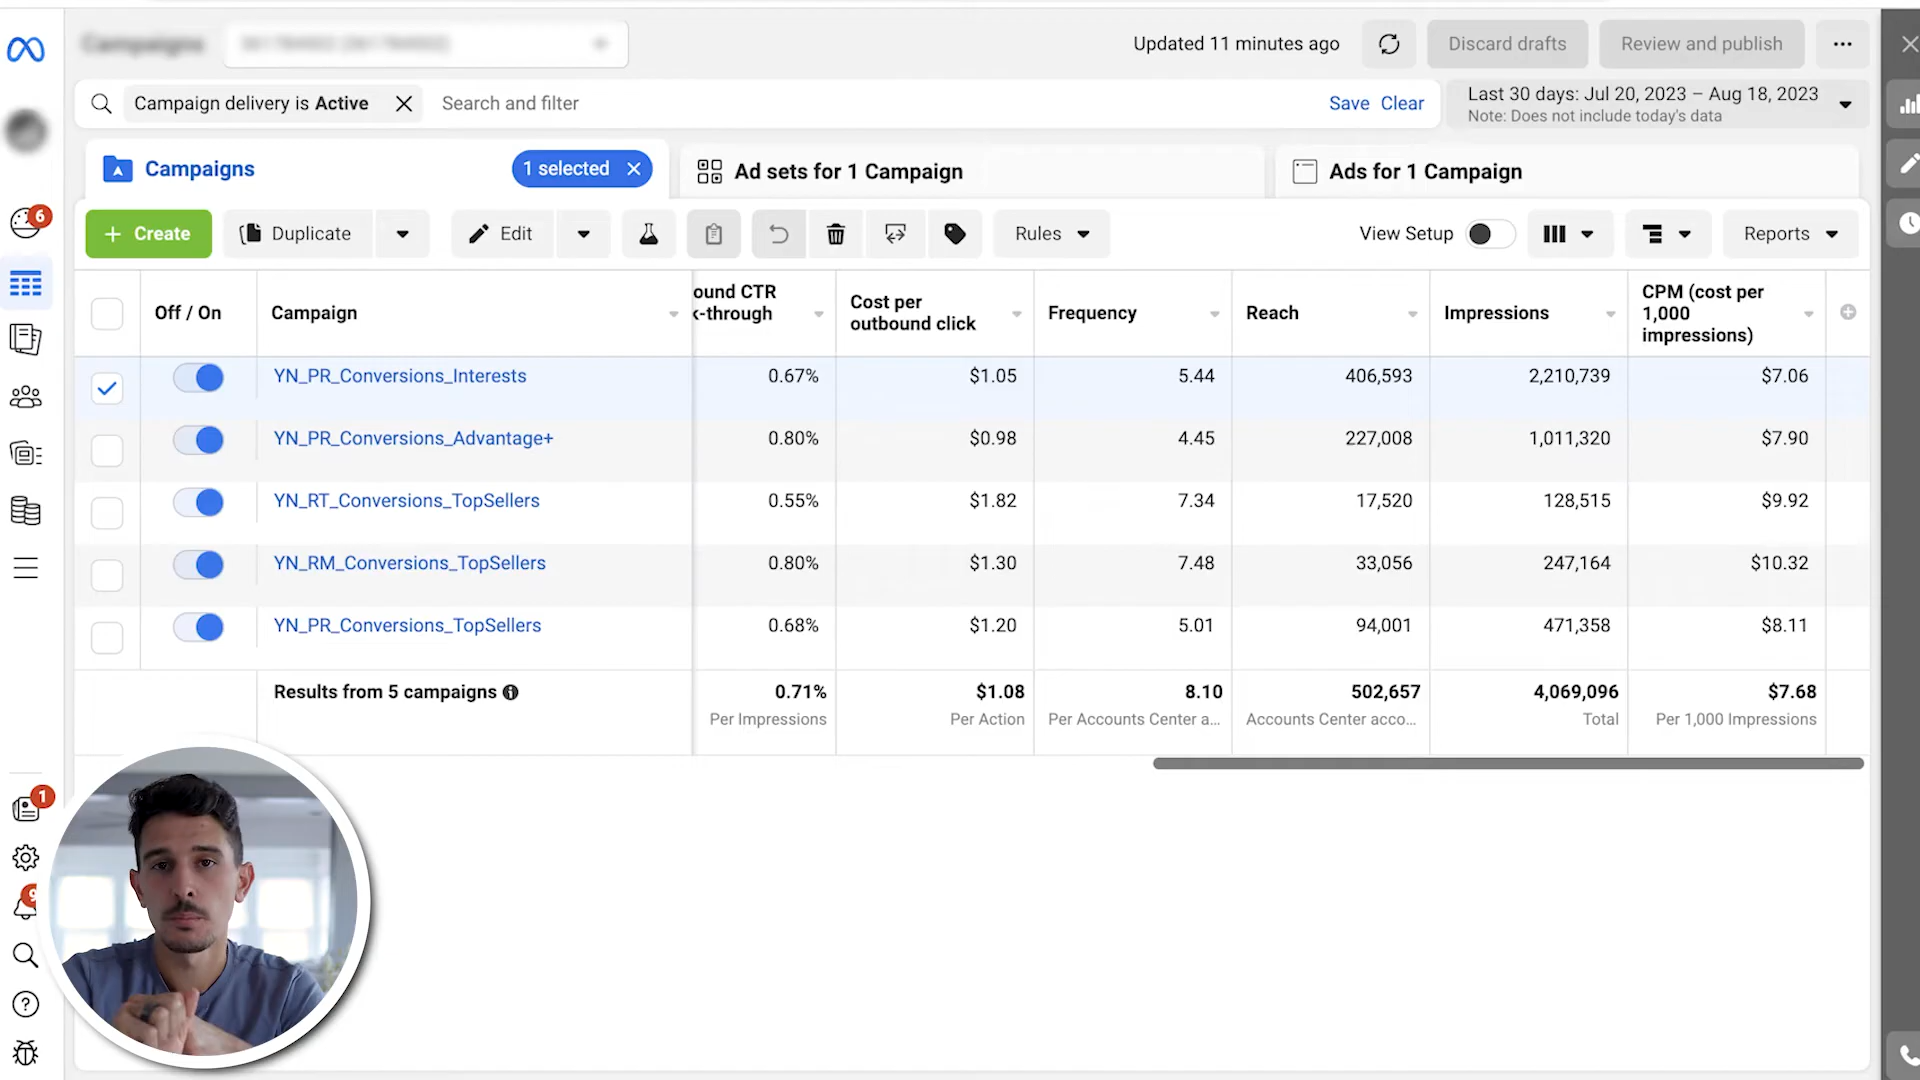 Updated 11 minutes ago
Discard drafts
Review and publish
Campaign delivery is Active
Search and filter
Save Clear
Last 30 days: Jul 20, 2023 – Aug 18, 2023
Note: Does not include today's data
Campaigns
1 selected
Ad sets for 1 Campaign
Ads for 1 Campaign
6
+ Create
Duplicate
Edit
Rules
View Setup
Reports
Off / On
Campaign
ound CTR
k-through
Cost per
outbound click
Frequency
Reach
Impressions
CPM (cost per
1,000
impressions)
YN_PR_Conversions_Interests 0.67% $1.05 5.44 406,593 2,210,739 $7.06
YN_PR_Conversions_Advantage+ 0.80% $0.98 4.45 227,008 1,011,320 $7.90
YN_RT_Conversions_TopSellers 0.55% $1.82 7.34 17,520 128,515 $9.92
YN_RM_Conversions_TopSellers 0.80% $1.30 7.48 33,056 247,164 $10.32
YN_PR_Conversions_TopSellers 0.68% $1.20 5.01 94,001 471,358 $8.11
Results from 5 campaigns 0.71% $1.08 8.10 502,657 4,069,096 $7.68
Per Impressions Per Action Per Accounts Center a... Accounts Center acco... Total Per 1,000 Impressions
1
9